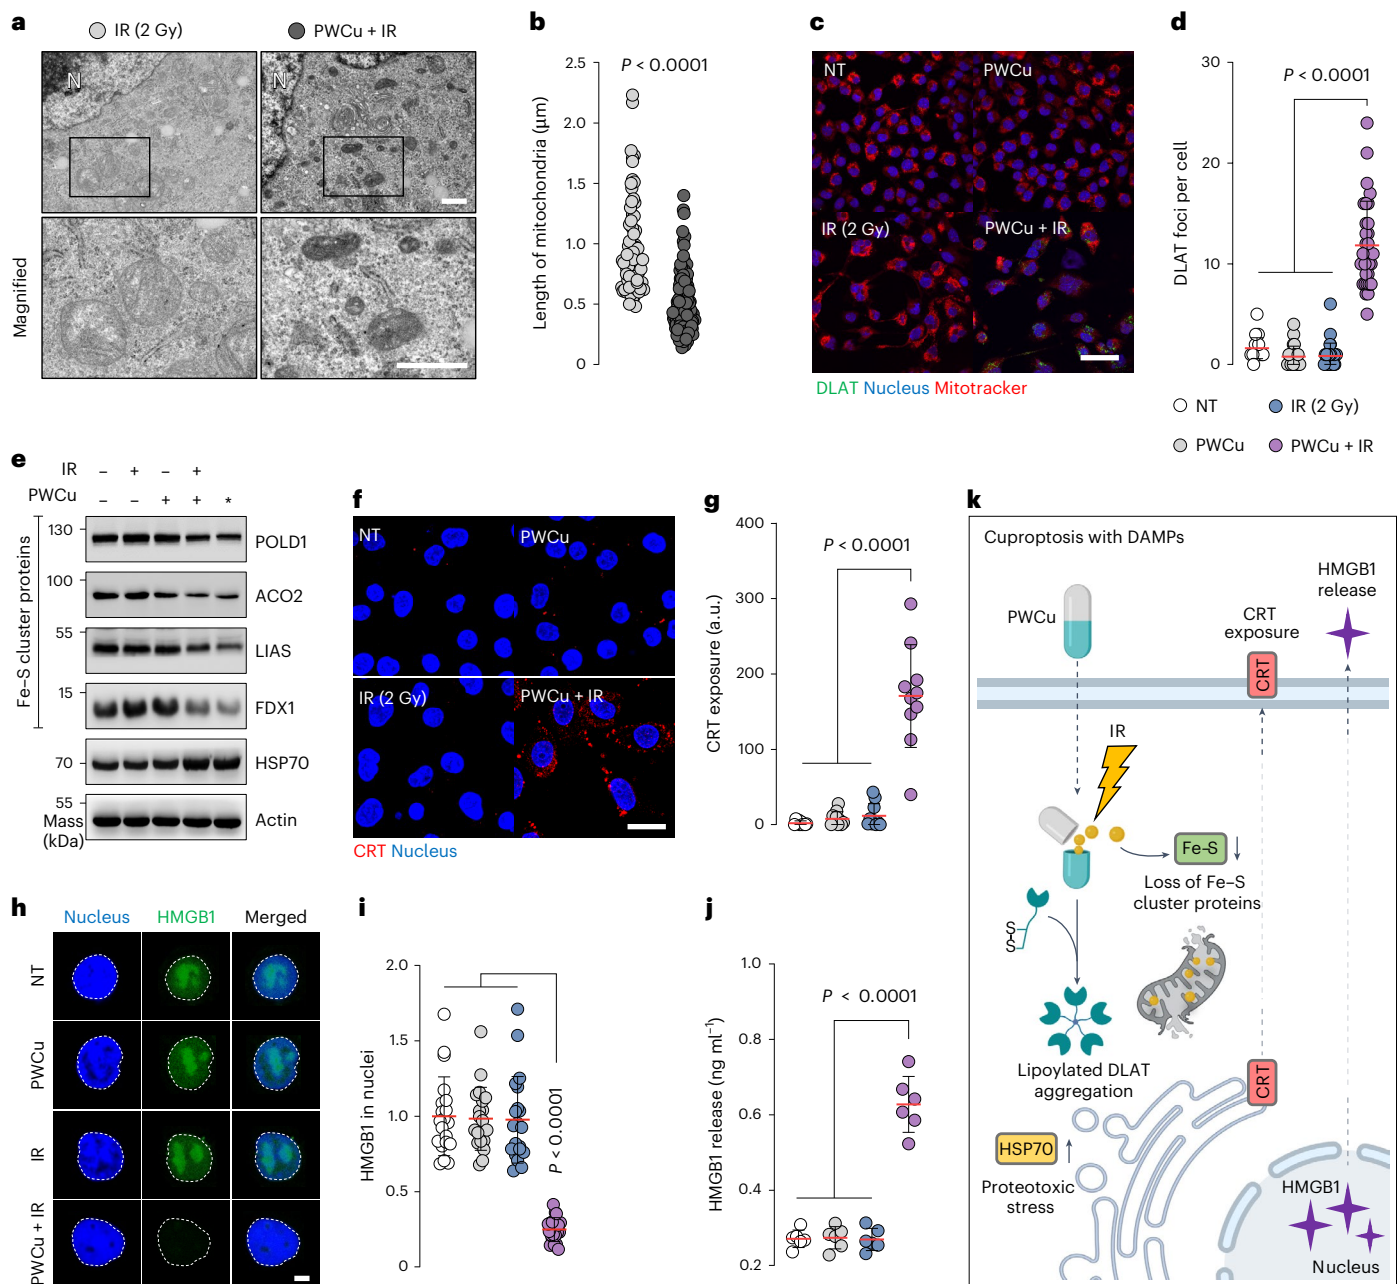 a
IR (2 Gy)
PWCu + IR
N
N
Magnified
b
2.5
2.0
1.5
1.0
0.5
0
Length of mitochondria (μm)
P < 0.0001
c
NT
PWCu
IR (2 Gy)
PWCu + IR
DLAT Nucleus Mitotracker
d
30
20
10
0
DLAT foci per cell
P < 0.0001
NT
IR (2 Gy)
PWCu
PWCu + IR
e
IR – + – +
PWCu – – + + *
Fe–S cluster proteins
130
POLD1
100
ACO2
55
LIAS
15
FDX1
70
HSP70
55
Mass
(kDa)
Actin
f
NT
PWCu
IR (2 Gy)
PWCu + IR
CRT Nucleus
g
400
300
200
100
0
CRT exposure (a.u.)
P < 0.0001
h
Nucleus
HMGB1
Merged
NT
PWCu
IR
PWCu + IR
i
2.0
1.5
1.0
0.5
0
HMGB1 in nuclei
P < 0.0001
j
1.0
0.8
0.6
0.4
0.2
HMGB1 release (ng ml⁻¹)
P < 0.0001
k
Cuproptosis with DAMPs
HMGB1
release
PWCu
CRT
exposure
CRT
IR
Fe–S
Loss of Fe–S
cluster proteins
S
S
Lipoylated DLAT
aggregation
CRT
HSP70
Proteotoxic
stress
HMGB1
Nucleus